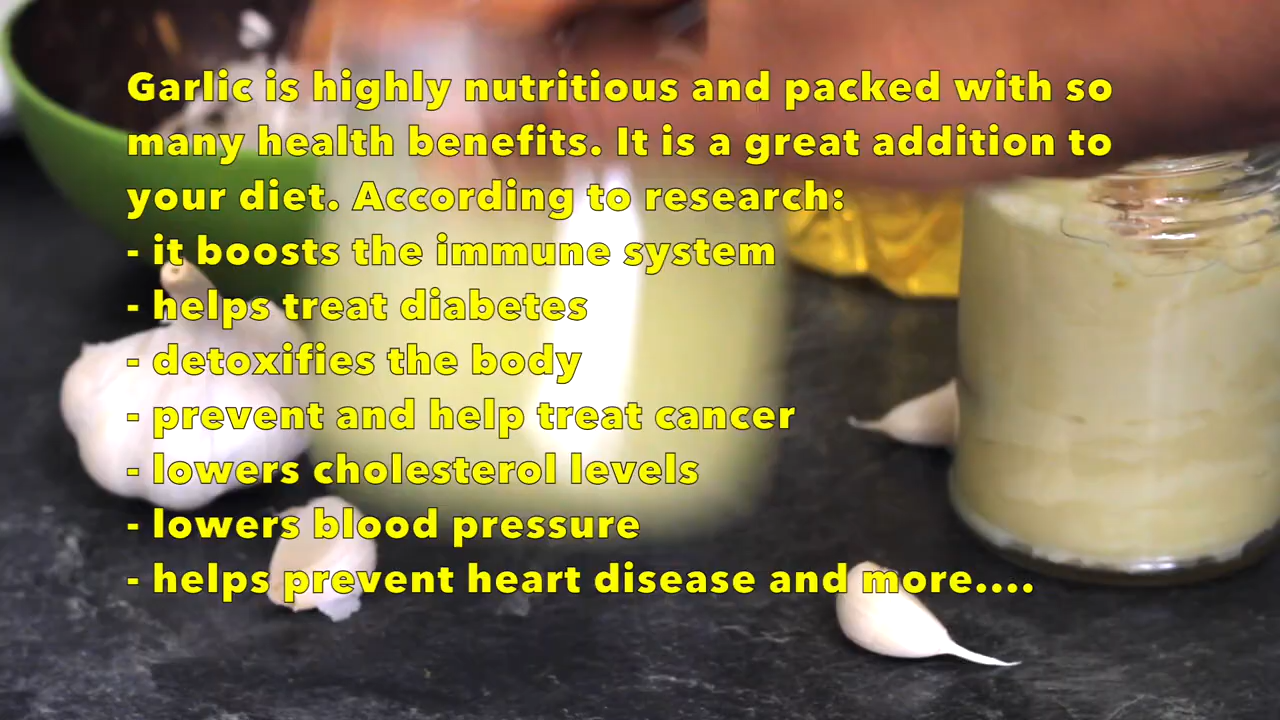 Garlic is highly nutritious and packed with so
many health benefits. It is a great addition to
your diet. According to research:
- it boosts the immune system
- helps treat diabetes
- detoxifies the body
- prevent and help treat cancer
- lowers cholesterol levels
- lowers blood pressure
- helps prevent heart disease and more....